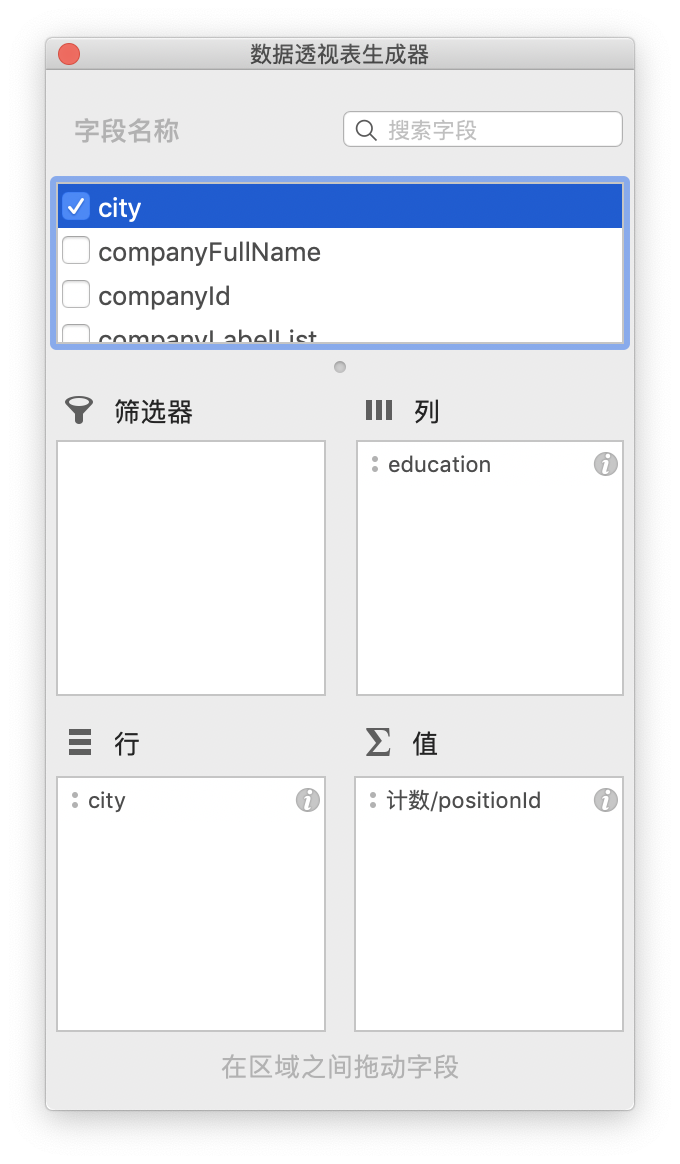 数据透视表生成器
字段名称
搜索字段
city
companyFullName
companyId
companyLabelList
筛选器
列
education
行
值
city
计数/positionId
在区域之间拖动字段